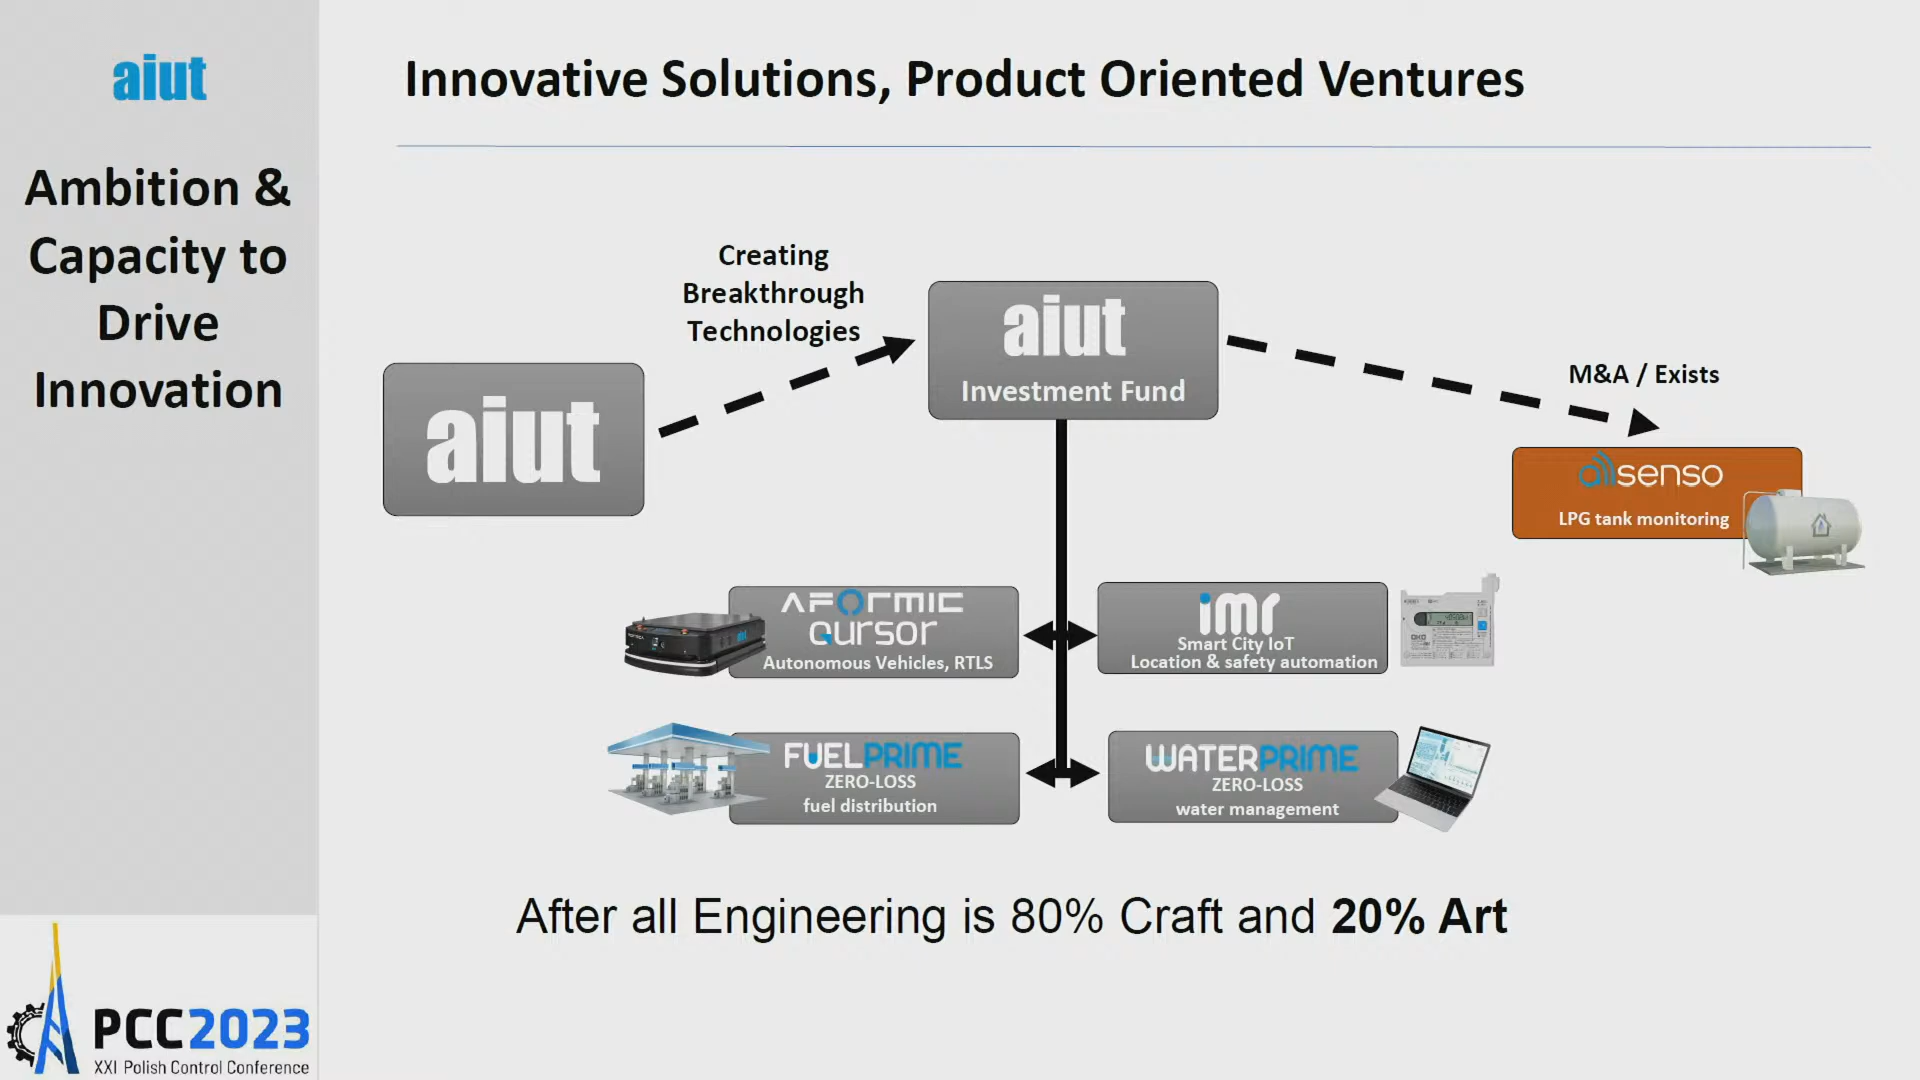 aiut
Ambition &
Capacity to
Drive
Innovation
Innovative Solutions, Product Oriented Ventures
Creating
Breakthrough
Technologies
aiut
aiut
Investment Fund
M&A / Exists
allsenso
LPG tank monitoring
AFORMIC
Qursor
Autonomous Vehicles, RTLS
imr
Smart City IoT
Location & safety automation
FUELPRIME
ZERO-LOSS
fuel distribution
WATERPRIME
ZERO-LOSS
water management
After all Engineering is 80% Craft and 20% Art
PCC2023
XXI Polish Control Conference